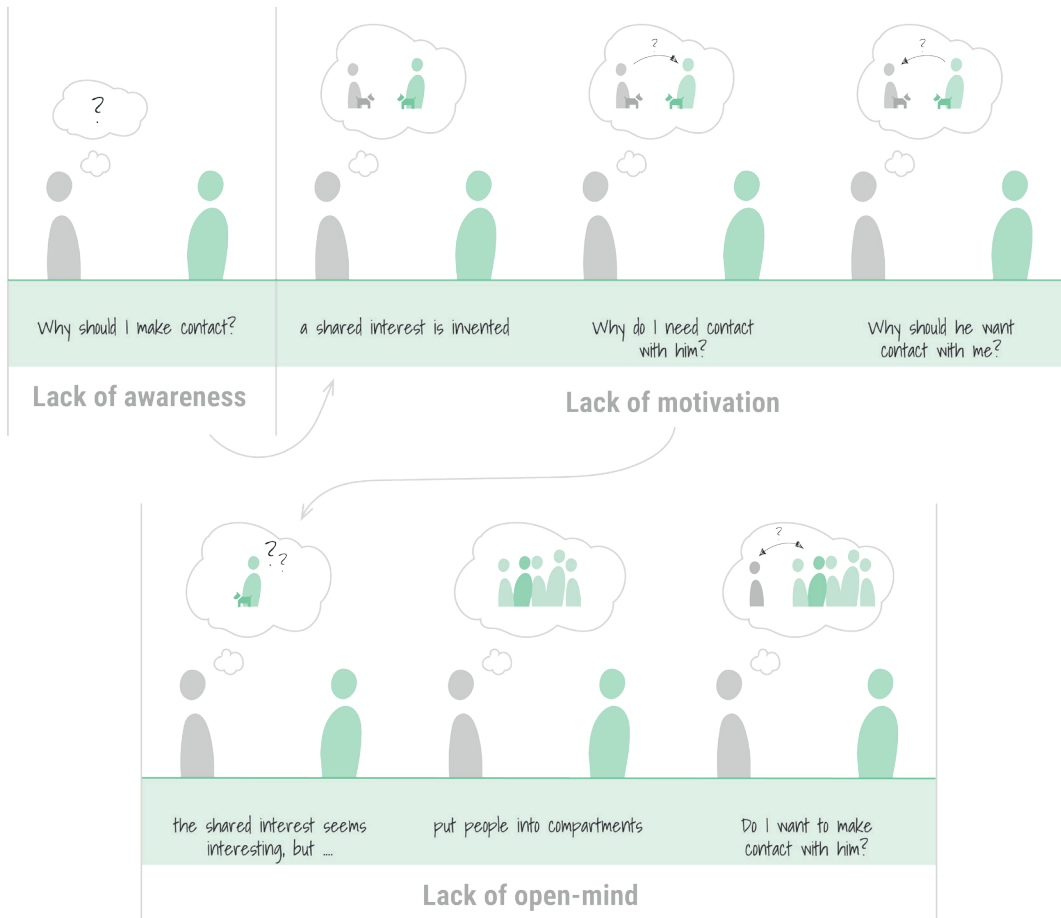 ?
?
?
Why should I make contact?
a shared interest is invented
Why do I need contact
with him?
Why should he want
contact with me?
Lack of awareness
Lack of motivation
? ?
?
the shared interest seems
interesting, but ....
put people into compartments
Do I want to make
contact with him?
Lack of open-mind